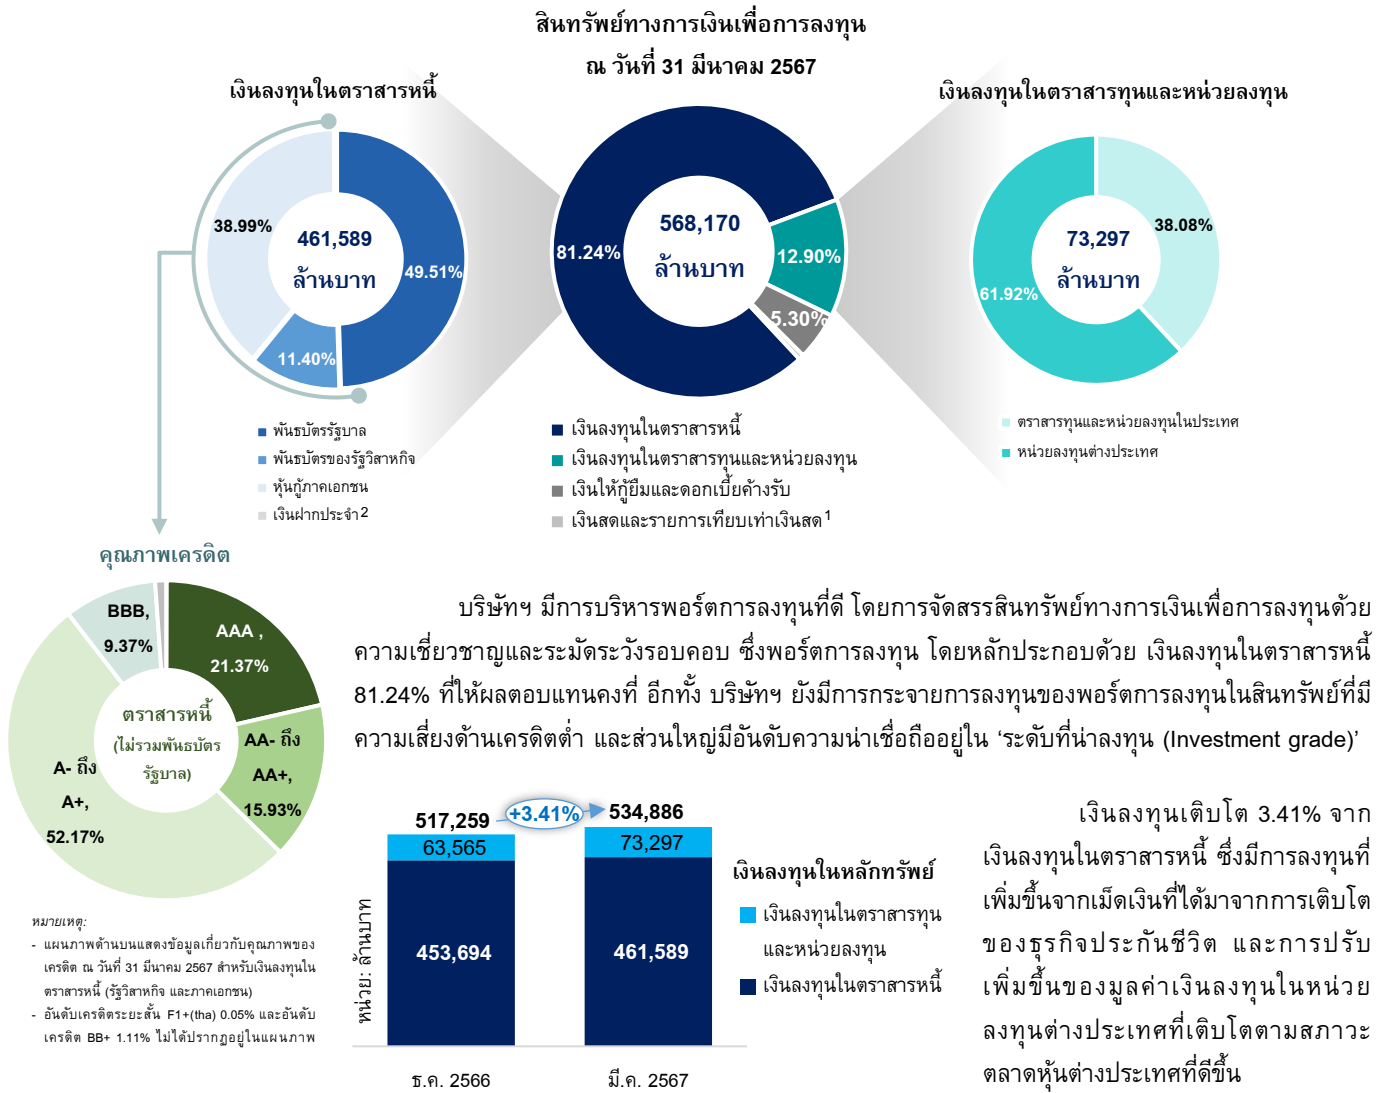 สินทรัพย์ทางการเงินเพื่อการลงทุน
ณ วันที่ 31 มีนาคม 2567
เงินลงทุนในตราสารหนี้
38.99%
461,589
ล้านบาท
49.51%
11.40%
พันธบัตรรัฐบาล
พันธบัตรของรัฐวิสาหกิจ
หุ้นกู้ภาคเอกชน
เงินฝากประจำ2
81.24%
568,170
ล้านบาท
12.90%
5.30%
เงินลงทุนในตราสารหนี้
เงินลงทุนในตราสารทุนและหน่วยลงทุน
เงินให้กู้ยืมและดอกเบี้ยค้างรับ
เงินสดและรายการเทียบเท่าเงินสด1
เงินลงทุนในตราสารทุนและหน่วยลงทุน
38.08%
73,297
ล้านบาท
61.92%
ตราสารทุนและหน่วยลงทุนในประเทศ
หน่วยลงทุนต่างประเทศ
คุณภาพเครดิต
BBB,
9.37%
AAA ,
21.37%
ตราสารหนี้
(ไม่รวมพันธบัตร
รัฐบาล)
AA- ถึง
AA+,
15.93%
A- ถึง
A+,
52.17%
หมายเหตุ:
- แผนภาพด้านบนแสดงข้อมูลเกี่ยวกับคุณภาพของ
เครดิต ณ วันที่ 31 มีนาคม 2567 สำหรับเงินลงทุนใน
ตราสารหนี้ (รัฐวิสาหกิจ และภาคเอกชน)
- อันดับเครดิตระยะสั้น F1+(tha) 0.05% และอันดับ
เครดิต BB+ 1.11% ไม่ได้ปรากฏอยู่ในแผนภาพ
บริษัทฯ มีการบริหารพอร์ตการลงทุนที่ดี โดยการจัดสรรสินทรัพย์ทางการเงินเพื่อการลงทุนด้วย
ความเชี่ยวชาญและระมัดระวังรอบคอบ ซึ่งพอร์ตการลงทุน โดยหลักประกอบด้วย เงินลงทุนในตราสารหนี้
81.24% ที่ให้ผลตอบแทนคงที่ อีกทั้ง บริษัทฯ ยังมีการกระจายการลงทุนของพอร์ตการลงทุนในสินทรัพย์ที่มี
ความเสี่ยงด้านเครดิตต่ำ และส่วนใหญ่มีอันดับความน่าเชื่อถืออยู่ใน ‘ระดับที่น่าลงทุน (Investment grade)’
517,259
+3.41%
534,886
63,565
73,297
453,694
461,589
หน่วย: ล้านบาท
ธ.ค. 2566
มี.ค. 2567
เงินลงทุนในหลักทรัพย์
เงินลงทุนในตราสารทุน
และหน่วยลงทุน
เงินลงทุนในตราสารหนี้
เงินลงทุนเติบโต 3.41% จาก
เงินลงทุนในตราสารหนี้ ซึ่งมีการลงทุนที่
เพิ่มขึ้นจากเม็ดเงินที่ได้มาจากการเติบโต
ของธุรกิจประกันชีวิต และการปรับ
เพิ่มขึ้นของมูลค่าเงินลงทุนในหน่วย
ลงทุนต่างประเทศที่เติบโตตามสภาวะ
ตลาดหุ้นต่างประเทศที่ดีขึ้น